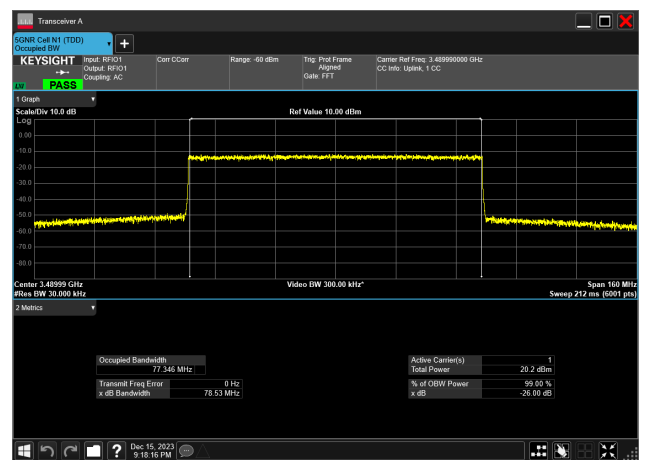 Transceiver A
5GNR Cell N1 (TDD)
Occupied BW
KEYSIGHT
LV
PASS
Input: RFIO1
Output: RFIO1
Coupling: AC
Corr CCorr
Range: -60 dBm
Trig: Prot Frame
Aligned
Gate: FFT
Carrier Ref Freq: 3.489990000 GHz
CC Info: Uplink, 1 CC
1 Graph
Scale/Div 10.0 dB
Ref Value 10.00 dBm
Log
0.00
-10.0
-20.0
-30.0
-40.0
-50.0
-60.0
-70.0
-80.0
Center 3.48999 GHz
Video BW 300.00 kHz*
Span 160 MHz
#Res BW 30.000 kHz
Sweep 212 ms (6001 pts)
2 Metrics
Occupied Bandwidth
77.346 MHz
Transmit Freq Error 0 Hz
x dB Bandwidth 78.53 MHz
Active Carrier(s) 1
Total Power 20.2 dBm
% of OBW Power 99.00 %
x dB -26.00 dB
Dec 15, 2023
9:18:16 PM